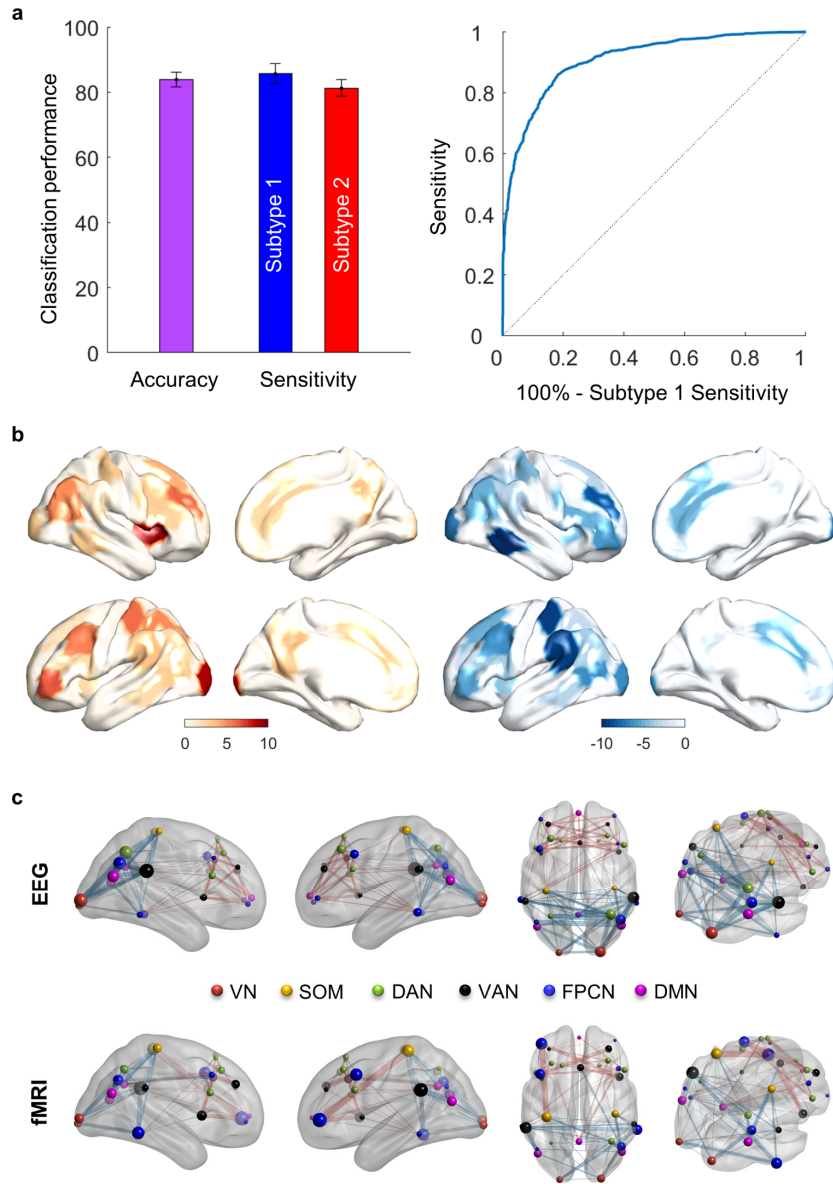 a
Classification performance
100
80
60
40
20
0
Subtype 1
Subtype 2
Accuracy
Sensitivity
Sensitivity
1
0.8
0.6
0.4
0.2
0
0 0.2 0.4 0.6 0.8 1
100% - Subtype 1 Sensitivity
b
0 5 10
-10 -5 0
c
EEG
VN SOM DAN VAN FPCN DMN
fMRI